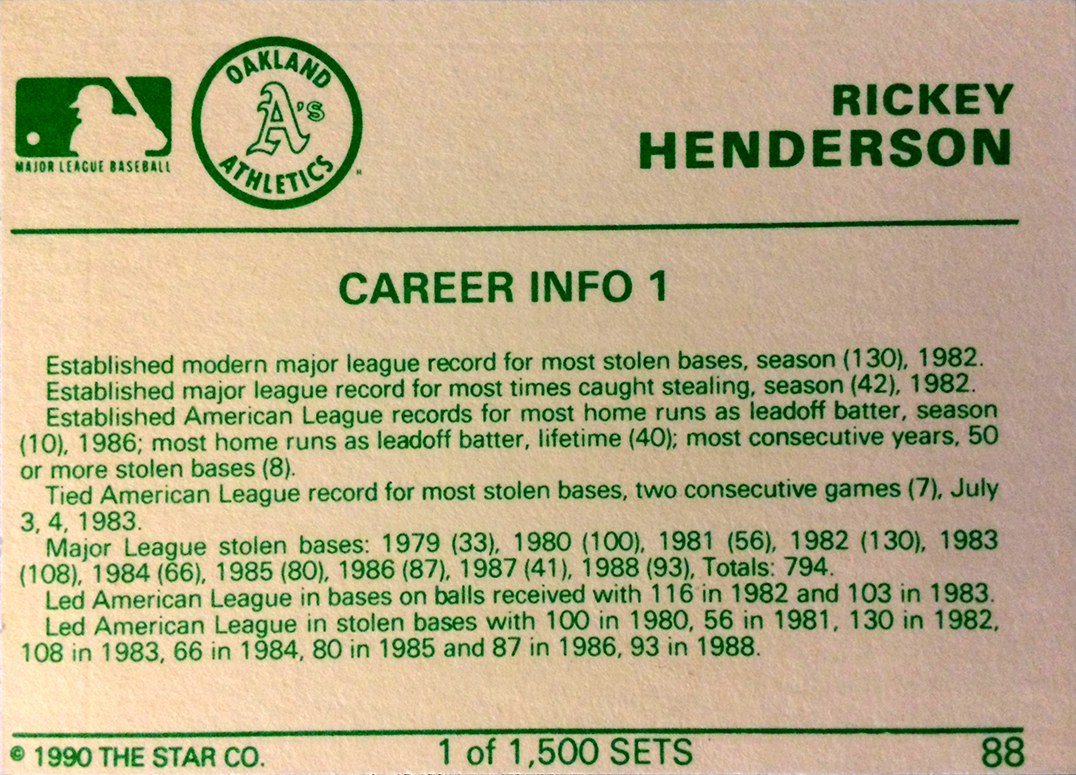 MAJOR LEAGUE BASEBALL
OAKLAND
A's
ATHLETICS
RICKEY
HENDERSON
CAREER INFO 1
Established modern major league record for most stolen bases, season (130), 1982.
Established major league record for most times caught stealing, season (42), 1982.
Established American League records for most home runs as leadoff batter, season
(10), 1986; most home runs as leadoff batter, lifetime (40); most consecutive years, 50
or more stolen bases (8).
Tied American League record for most stolen bases, two consecutive games (7), July
3, 4, 1983.
Major League stolen bases: 1979 (33), 1980 (100), 1981 (56), 1982 (130), 1983
(108), 1984 (66), 1985 (80), 1986 (87), 1987 (41), 1988 (93), Totals: 794.
Led American League in bases on balls received with 116 in 1982 and 103 in 1983.
Led American League in stolen bases with 100 in 1980, 56 in 1981, 130 in 1982,
108 in 1983, 66 in 1984, 80 in 1985 and 87 in 1986, 93 in 1988.
© 1990 THE STAR CO.
1 of 1,500 SETS
88